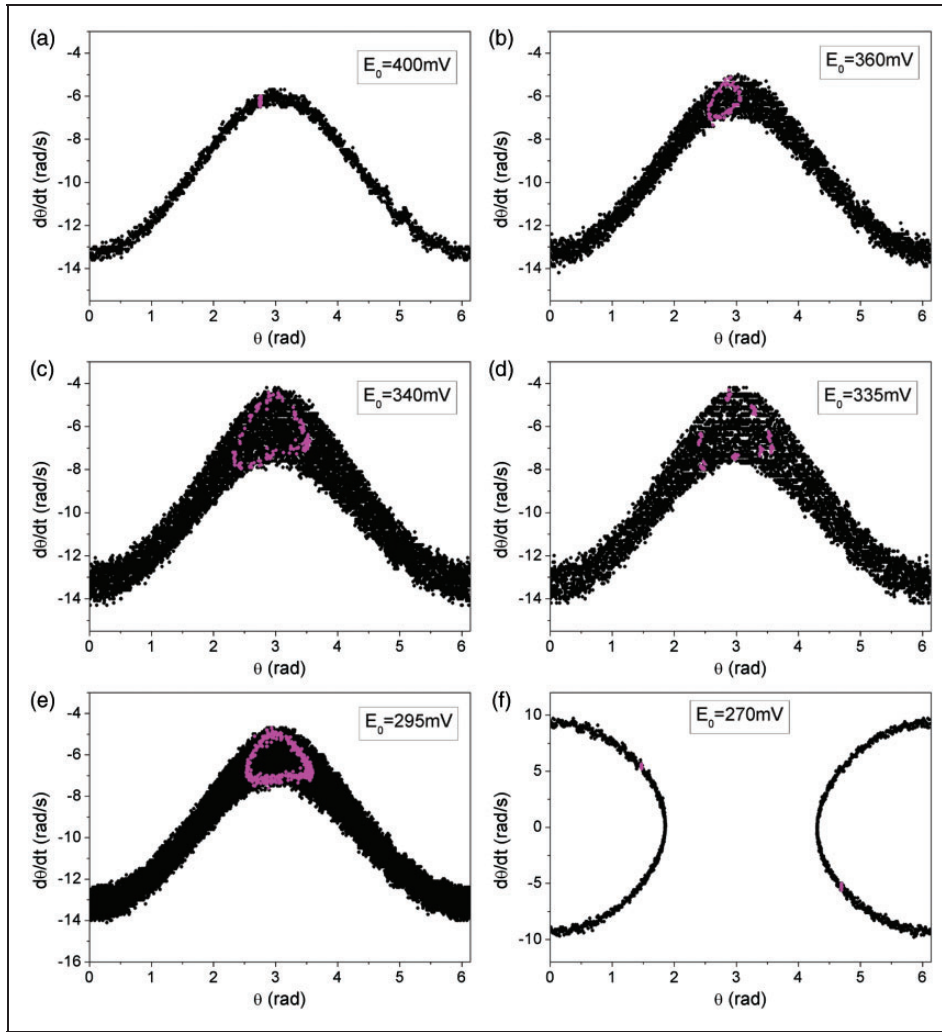 (a)
E₀=400mV
dθ/dt (rad/s)
-4
-6
-8
-10
-12
-14
0 1 2 3 4 5 6
θ (rad)
(b)
E₀=360mV
dθ/dt (rad/s)
-4
-6
-8
-10
-12
-14
0 1 2 3 4 5 6
θ (rad)
(c)
E₀=340mV
dθ/dt (rad/s)
-4
-6
-8
-10
-12
-14
0 1 2 3 4 5 6
θ (rad)
(d)
E₀=335mV
dθ/dt (rad/s)
-4
-6
-8
-10
-12
-14
0 1 2 3 4 5 6
θ (rad)
(e)
E₀=295mV
dθ/dt (rad/s)
-4
-6
-8
-10
-12
-14
-16
0 1 2 3 4 5 6
θ (rad)
(f)
E₀=270mV
dθ/dt (rad/s)
10
5
0
-5
-10
0 1 2 3 4 5 6
θ (rad)